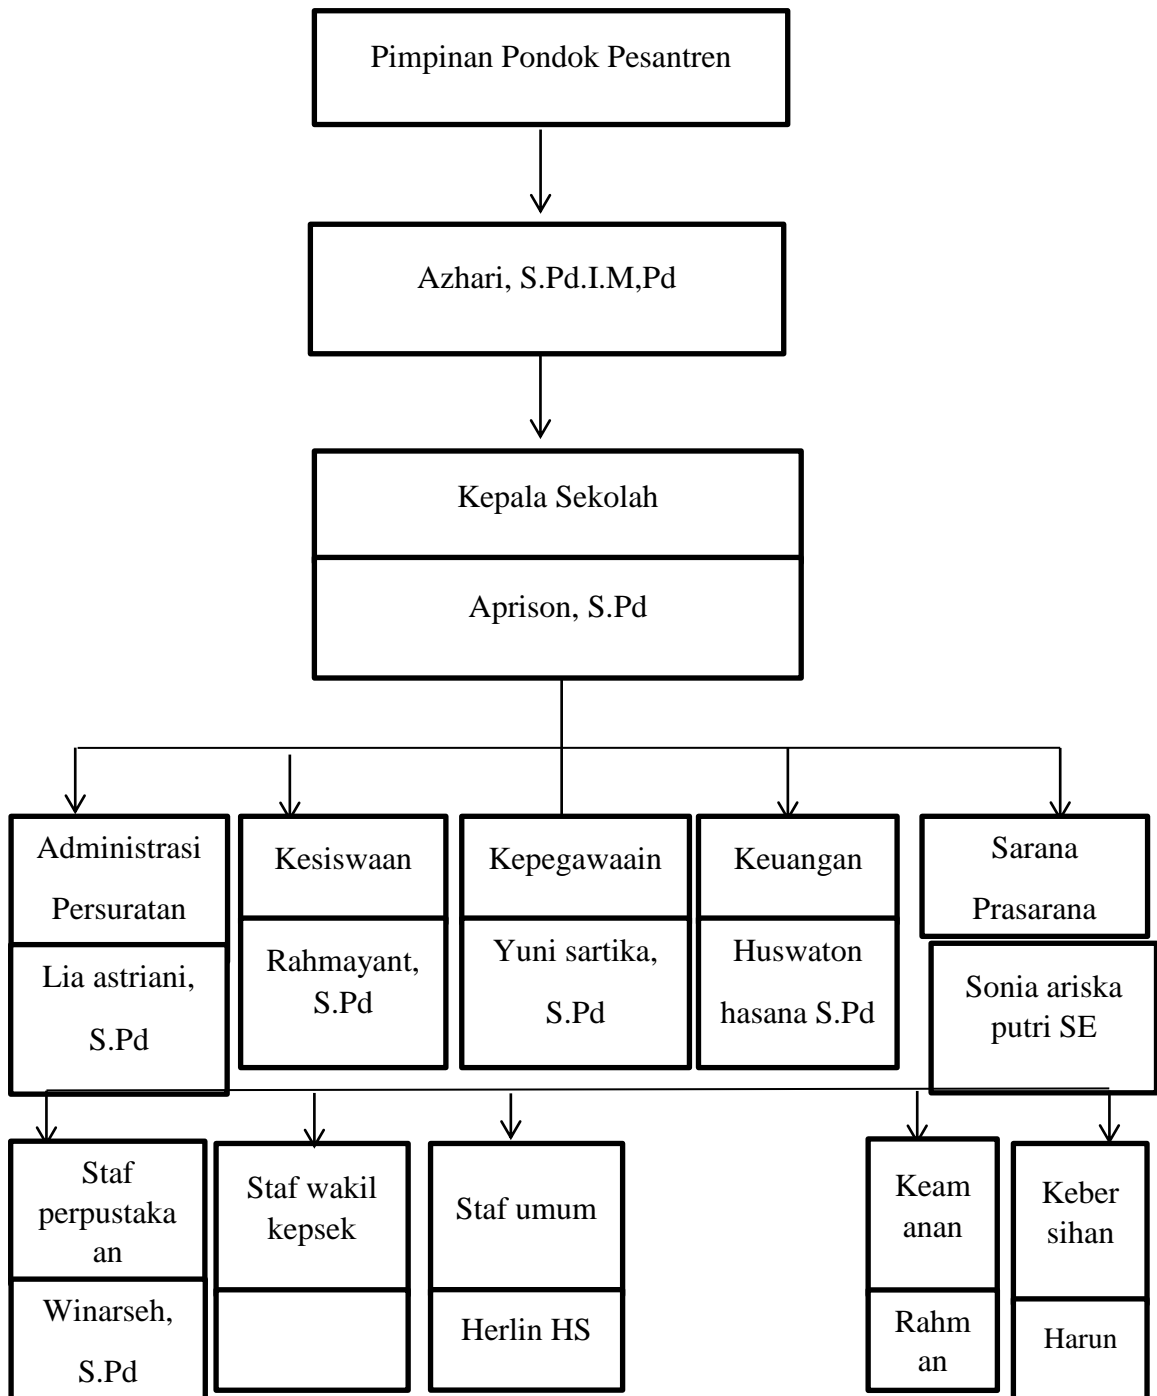 Pimpinan Pondok Pesantren
Azhari, S.Pd.I.M,Pd
Kepala Sekolah
Aprison, S.Pd
Administrasi
Persuratan
Lia astriani,
S.Pd
Kesiswaan
Rahmayant,
S.Pd
Kepegawaain
Yuni sartika,
S.Pd
Keuangan
Huswaton
hasana S.Pd
Sarana
Prasarana
Sonia ariska
putri SE
Staf
perpustaka
an
Winarseh,
S.Pd
Staf wakil
kepsek
Staf umum
Herlin HS
Keam
anan
Rahm
an
Keber
sihan
Harun